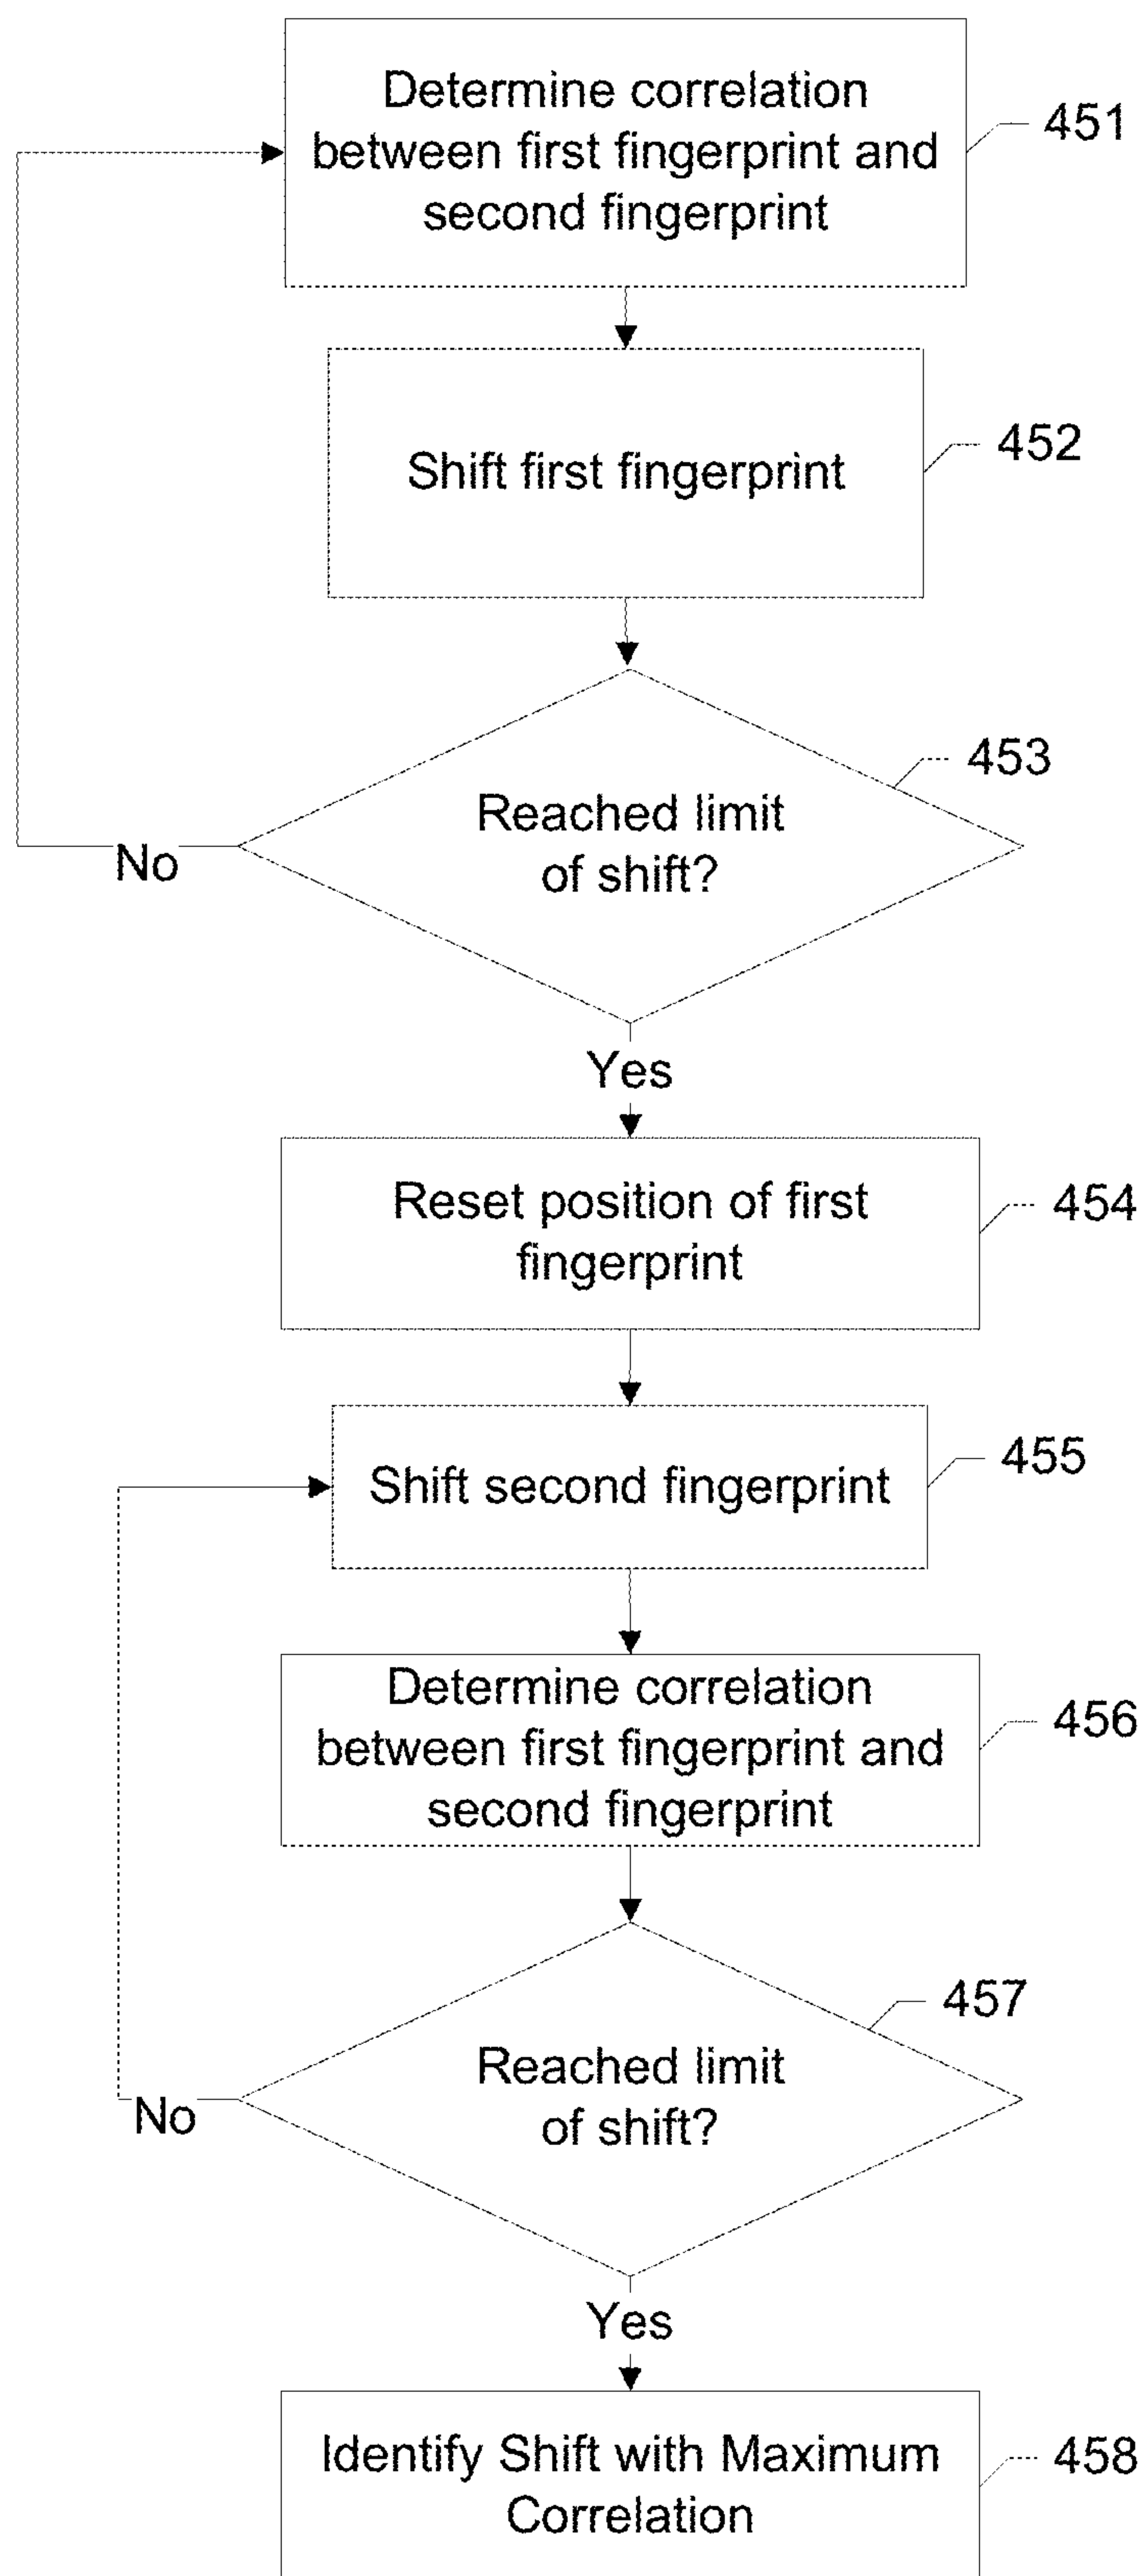 Determine correlation
between first fingerprint and
second fingerprint
451
Shift first fingerprint
452
Reached limit
of shift?
453
No
Yes
Reset position of first
fingerprint
454
Shift second fingerprint
455
Determine correlation
between first fingerprint and
second fingerprint
456
Reached limit
of shift?
457
No
Yes
Identify Shift with Maximum
Correlation
458